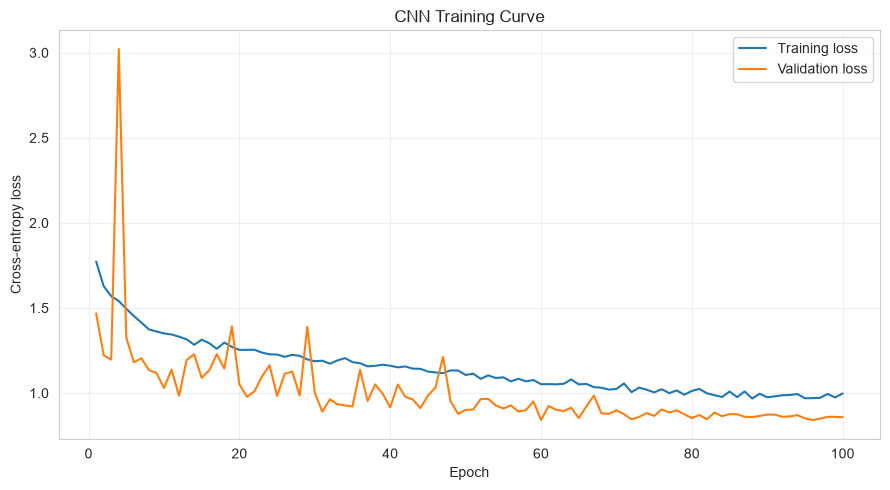 CNN Training Curve
Training loss
Validation loss
3.0
2.5
2.0
1.5
1.0
Cross-entropy loss
0
20
40
60
80
100
Epoch